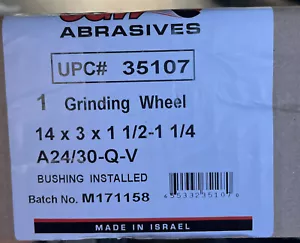 ABRASIVES
UPC# 35107
1 Grinding Wheel
14 x 3 x 1 1/2-1 1/4
A24/30-Q-V
BUSHING INSTALLED
Batch No. M171158
MADE IN ISRAEL